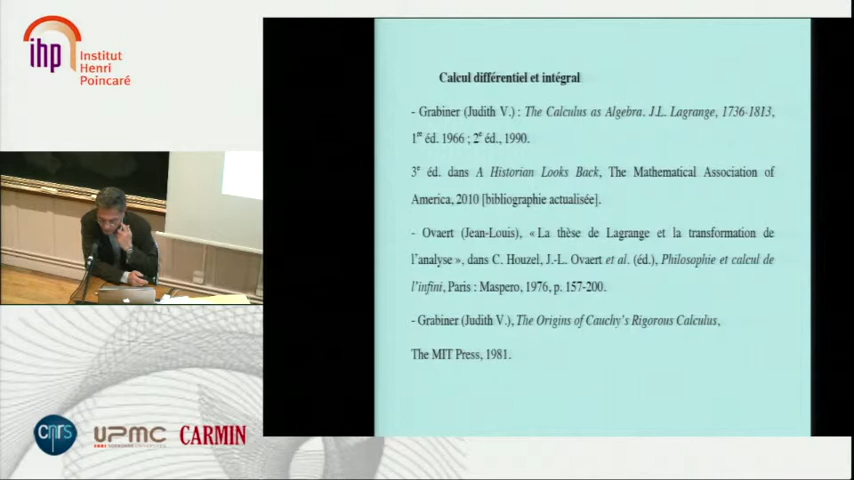 ihp
Institut
Henri
Poincaré
Calcul différentiel et intégral
- Grabiner (Judith V.) : The Calculus as Algebra. J.L. Lagrange, 1736-1813,
1re éd. 1966 ; 2e éd., 1990.
3e éd. dans A Historian Looks Back, The Mathematical Association of
America, 2010 [bibliographie actualisée].
- Ovaert (Jean-Louis), « La thèse de Lagrange et la transformation de
l'analyse », dans C. Houzel, J.-L. Ovaert et al. (éd.), Philosophie et calcul de
l'infini, Paris : Maspero, 1976, p. 157-200.
- Grabiner (Judith V.), The Origins of Cauchy's Rigorous Calculus,
The MIT Press, 1981.
cnrs
UPMC
CARMIN